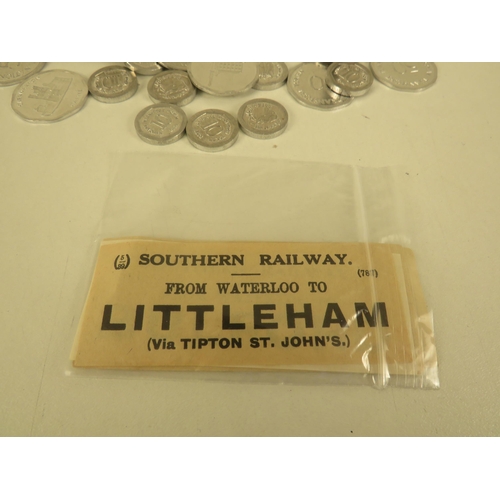 SOUTHERN RAILWAY.
FROM WATERLOO TO
LITTLEHAM
(Via TIPTON ST. JOHN'S.)